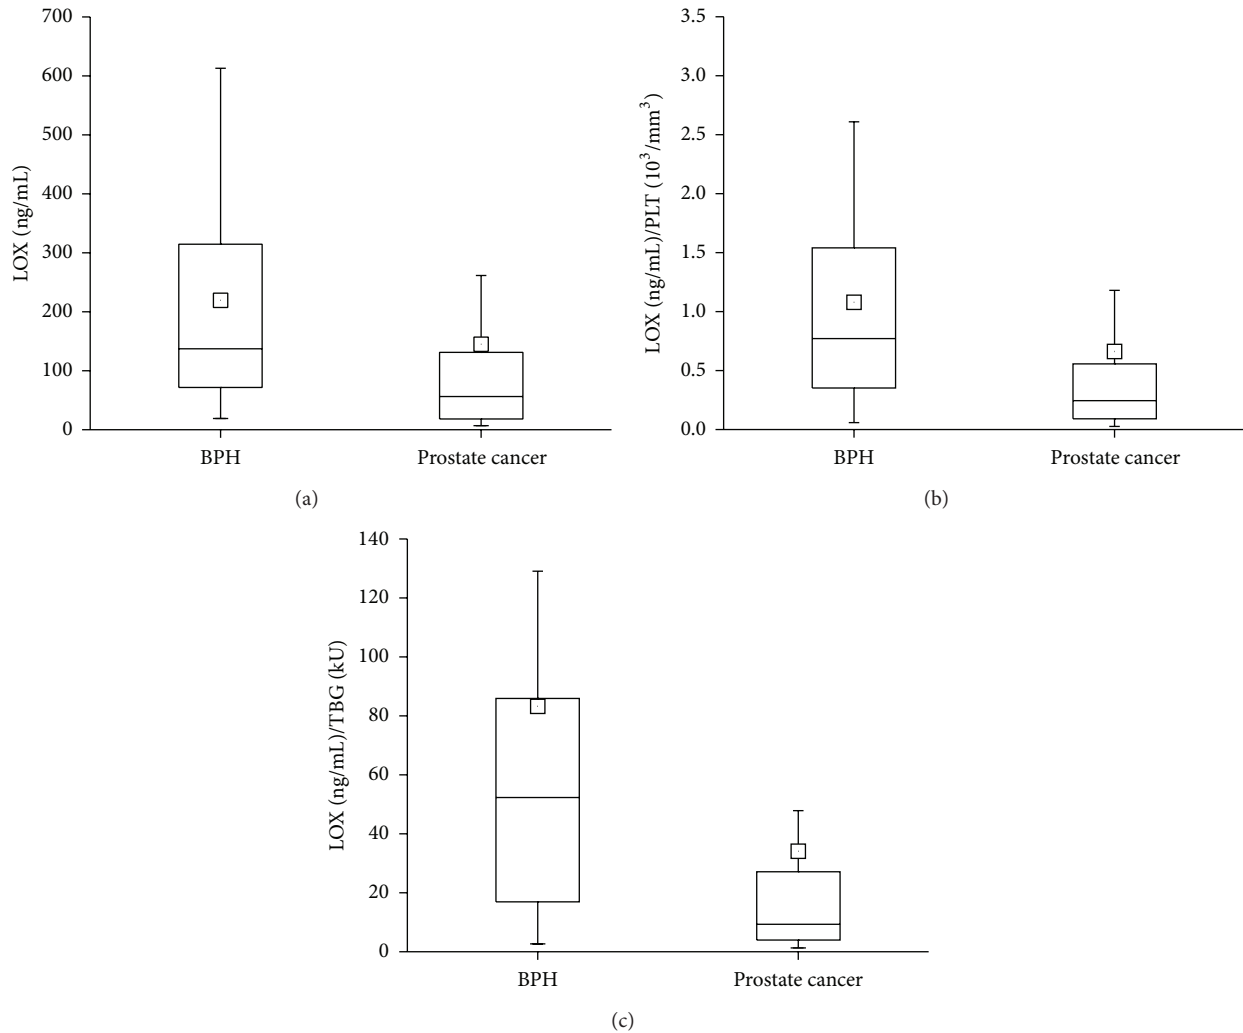 700
600
500
400
300
200
100
0
LOX (ng/mL)
BPH
Prostate cancer
(a)
3.5
3.0
2.5
2.0
1.5
1.0
0.5
0.0
LOX (ng/mL)/PLT (10³/mm³)
BPH
Prostate cancer
(b)
140
120
100
80
60
40
20
0
LOX (ng/mL)/TBG (kU)
BPH
Prostate cancer
(c)